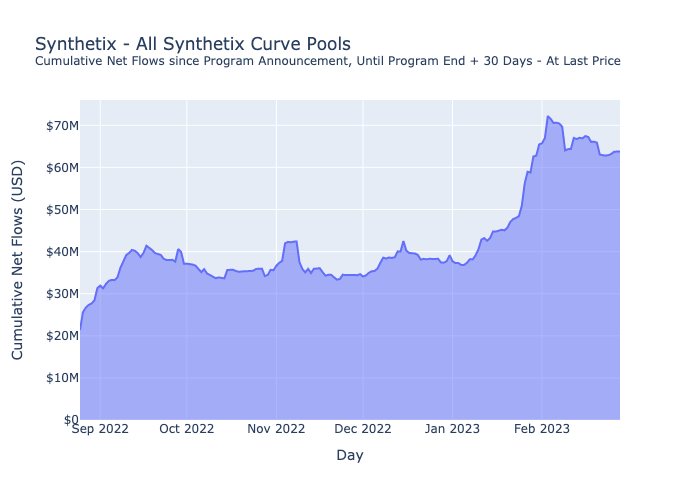 Synthetix - All Synthetix Curve Pools
Cumulative Net Flows since Program Announcement, Until Program End + 30 Days - At Last Price
Cumulative Net Flows (USD)
$70M
$60M
$50M
$40M
$30M
$20M
$10M
$0
Sep 2022
Oct 2022
Nov 2022
Dec 2022
Jan 2023
Feb 2023
Day